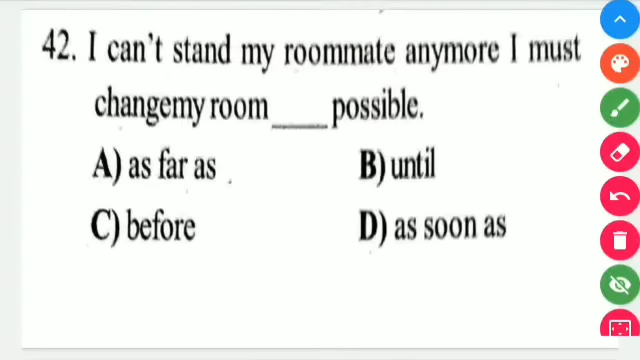 42. I can't stand my roommate anymore I must
changemy room____possible.
A) as far as
B) until
C) before
D) as soon as